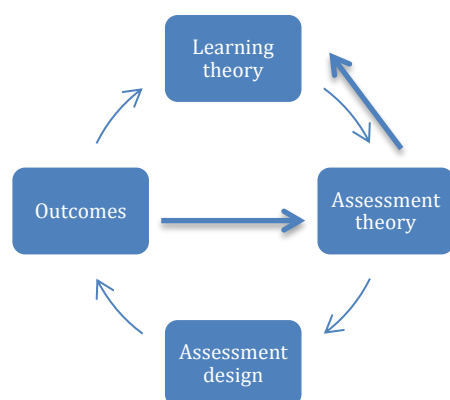 Learning
theory
Outcomes
Assessment
theory
Assessment
design